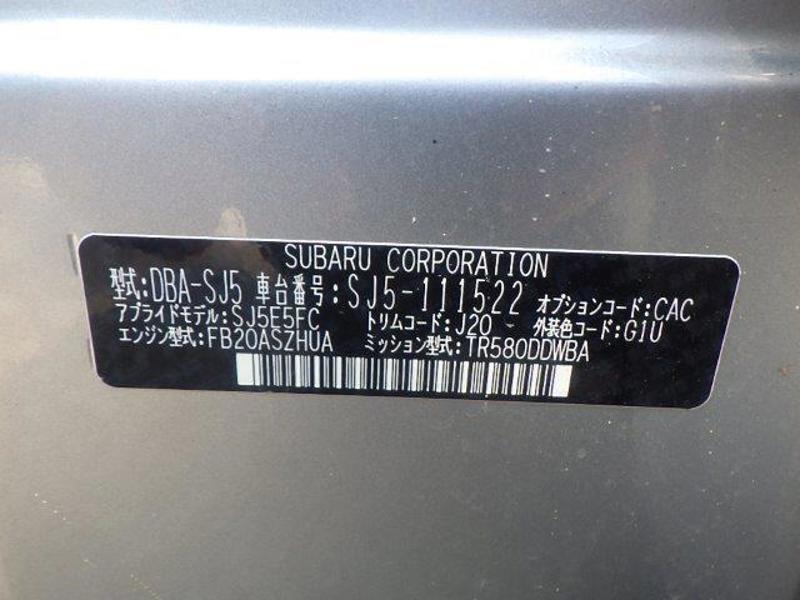 SUBARU CORPORATION
型式:DBA-SJ5 車台番号:SJ5-111522 オプションコード:CAC
アプライドモデル:SJ5E5FC トリムコード:J20 外装色コード:G1U
エンジン型式:FB20ASZHUA ミッション型式:TR580DDWBA